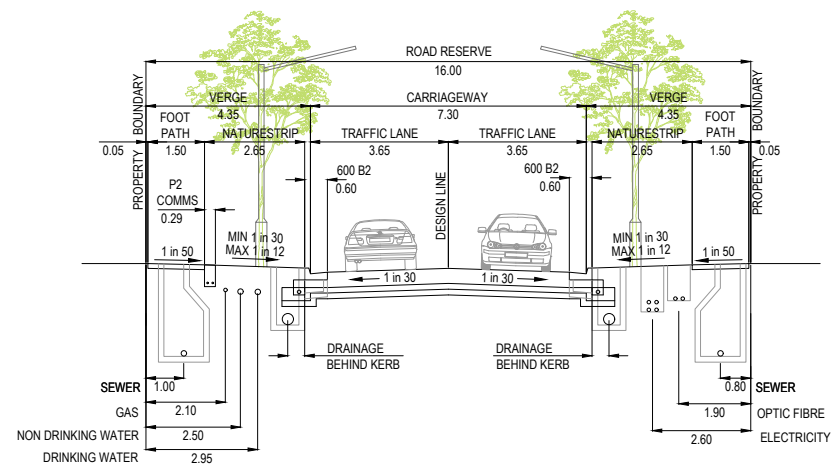 ROAD RESERVE
16.00
VERGE
4.35
CARRIAGEWAY
7.30
VERGE
4.35
PROPERTY BOUNDARY
FOOT
PATH
NATURESTRIP
TRAFFIC LANE
TRAFFIC LANE
NATURESTRIP
FOOT
PATH
PROPERTY BOUNDARY
0.05
1.50
2.65
3.65
3.65
2.65
1.50
0.05
P2
COMMS
0.29
600 B2
0.60
DESIGN LINE
600 B2
0.60
1 in 50
MIN 1 in 30
MAX 1 in 12
1 in 30
1 in 30
MIN 1 in 30
MAX 1 in 12
1 in 50
DRAINAGE
BEHIND KERB
DRAINAGE
BEHIND KERB
SEWER
1.00
0.80
SEWER
GAS
2.10
1.90
OPTIC FIBRE
NON DRINKING WATER
2.50
2.60
ELECTRICITY
DRINKING WATER
2.95